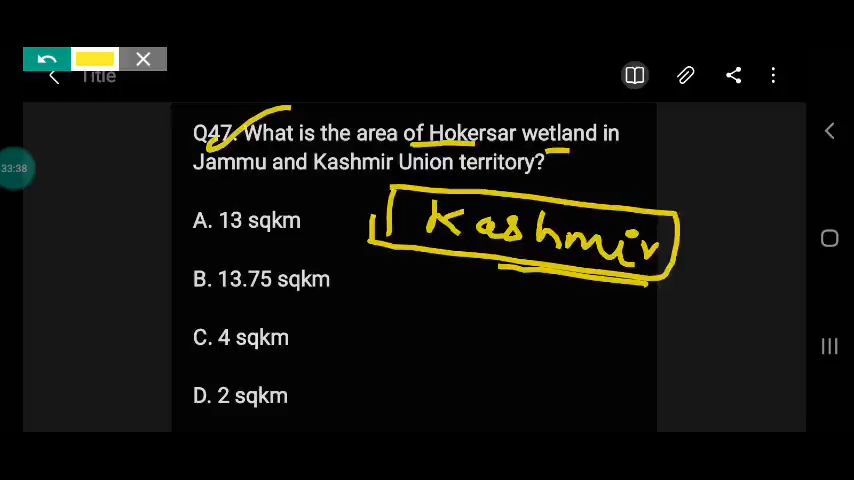 Title
Q47. What is the area of Hokersar wetland in
Jammu and Kashmir Union territory?
Kashmir
A. 13 sqkm
B. 13.75 sqkm
C. 4 sqkm
D. 2 sqkm
33:38